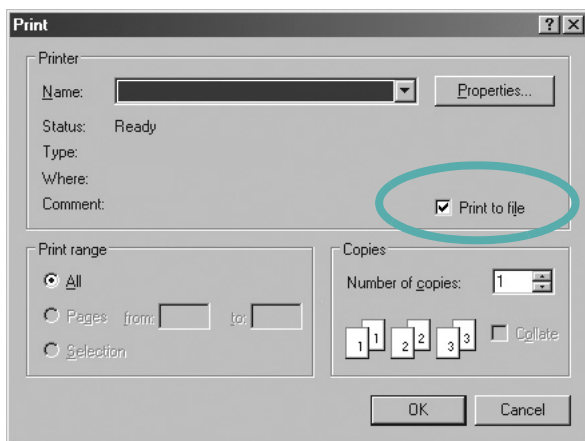 Print
Printer
Name:
Properties...
Status: Ready
Type:
Where:
Comment:
Print to file
Print range
All
Pages from: to:
Selection
Copies
Number of copies: 1
1 1 2 2 3 3
Collate
OK Cancel